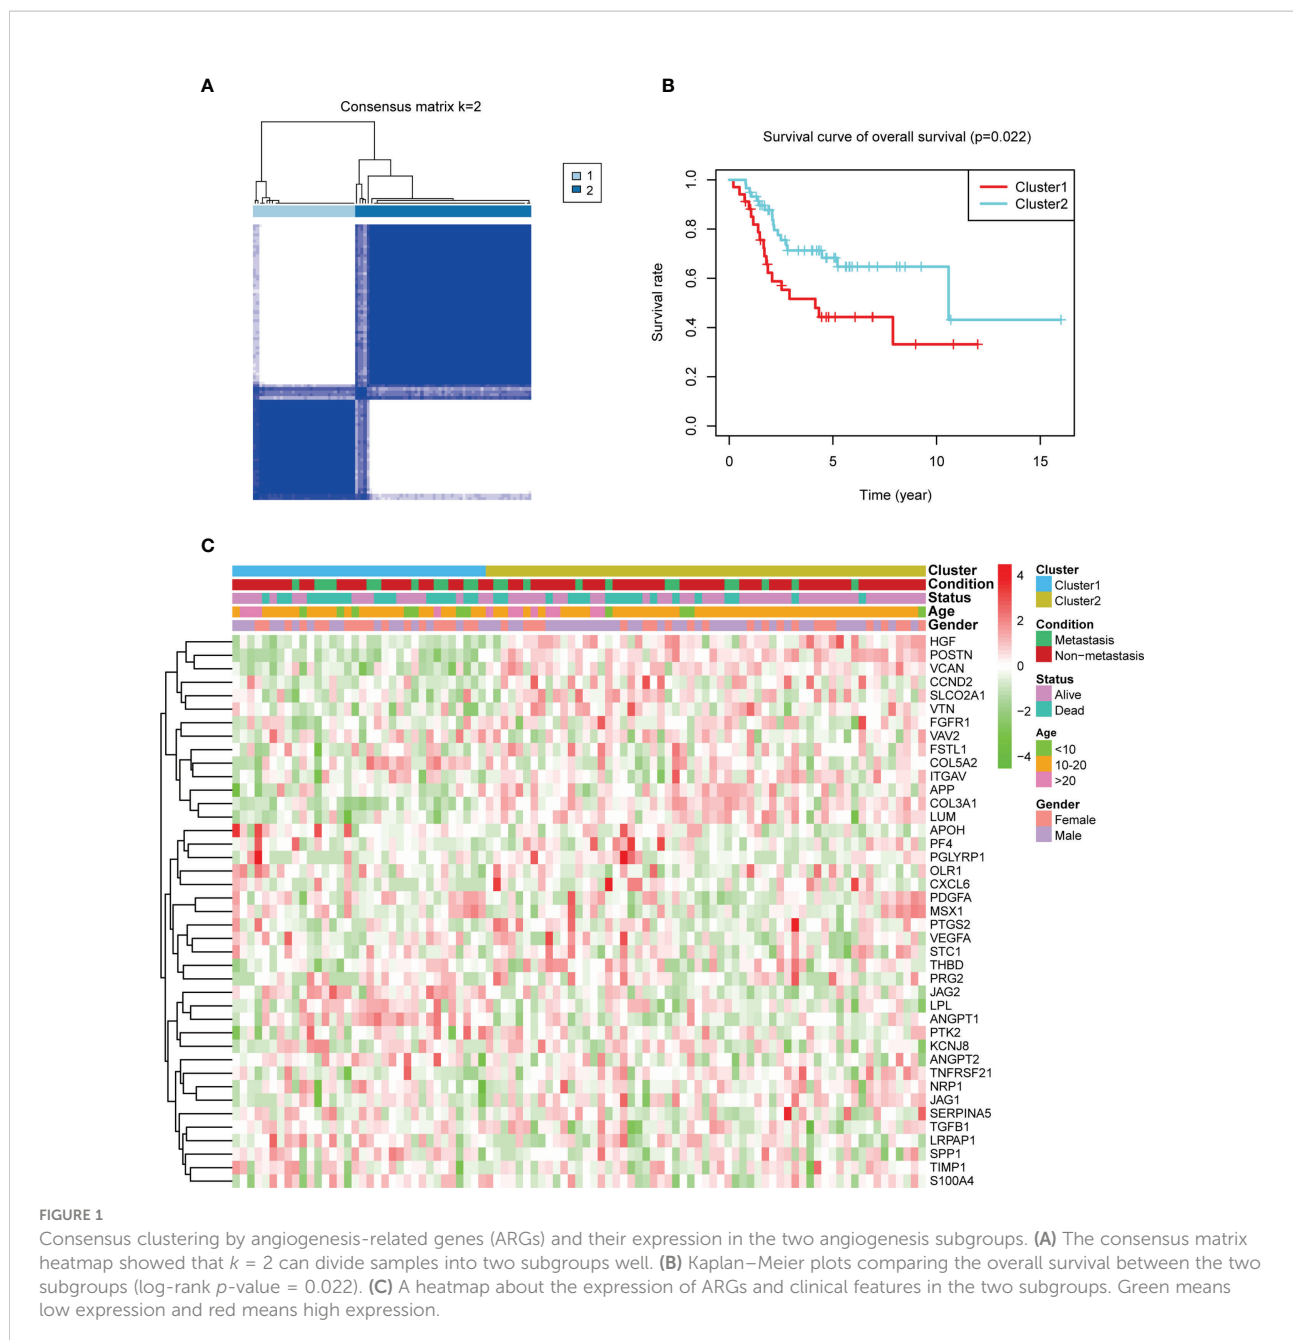 A
Consensus matrix k=2
1
2
B
Survival curve of overall survival (p=0.022)
Cluster1
Cluster2
Survival rate
1.0
0.8
0.6
0.4
0.2
0.0
0
5
10
15
Time (year)
C
Cluster
Condition
Status
Age
Gender
HGF
POSTN
VCAN
CCND2
SLCO2A1
VTN
FGFR1
VAV2
FSTL1
COL5A2
ITGAV
APP
COL3A1
LUM
APOH
PF4
PGLYRP1
OLR1
CXCL6
PDGFA
MSX1
PTGS2
VEGFA
STC1
THBD
PRG2
JAG2
LPL
ANGPT1
PTK2
KCNJ8
ANGPT2
TNFRSF21
NRP1
JAG1
SERPINA5
TGFB1
LRPAP1
SPP1
TIMP1
S100A4
4
2
0
−2
−4
Cluster
Cluster1
Cluster2
Condition
Metastasis
Non−metastasis
Status
Alive
Dead
Age
<10
10-20
>20
Gender
Female
Male
FIGURE 1
Consensus clustering by angiogenesis-related genes (ARGs) and their expression in the two angiogenesis subgroups. (A) The consensus matrix
heatmap showed that k = 2 can divide samples into two subgroups well. (B) Kaplan–Meier plots comparing the overall survival between the two
subgroups (log-rank p-value = 0.022). (C) A heatmap about the expression of ARGs and clinical features in the two subgroups. Green means
low expression and red means high expression.